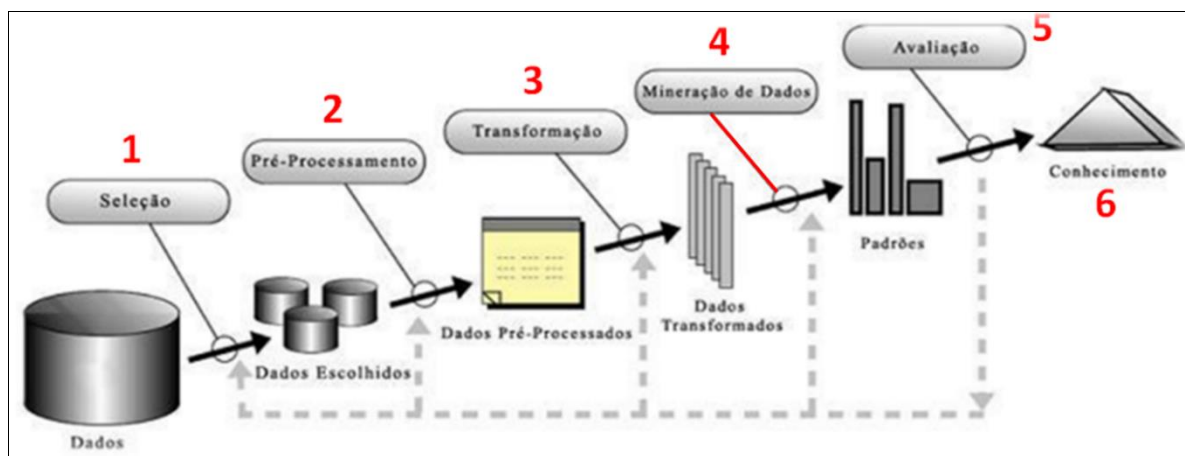 1
Seleção
Dados
2
Pré-Processamento
Dados Escolhidos
3
Transformação
Dados Pré-Processados
4
Mineração de Dados
Dados
Transformados
5
Avaliação
Padrões
Conhecimento
6